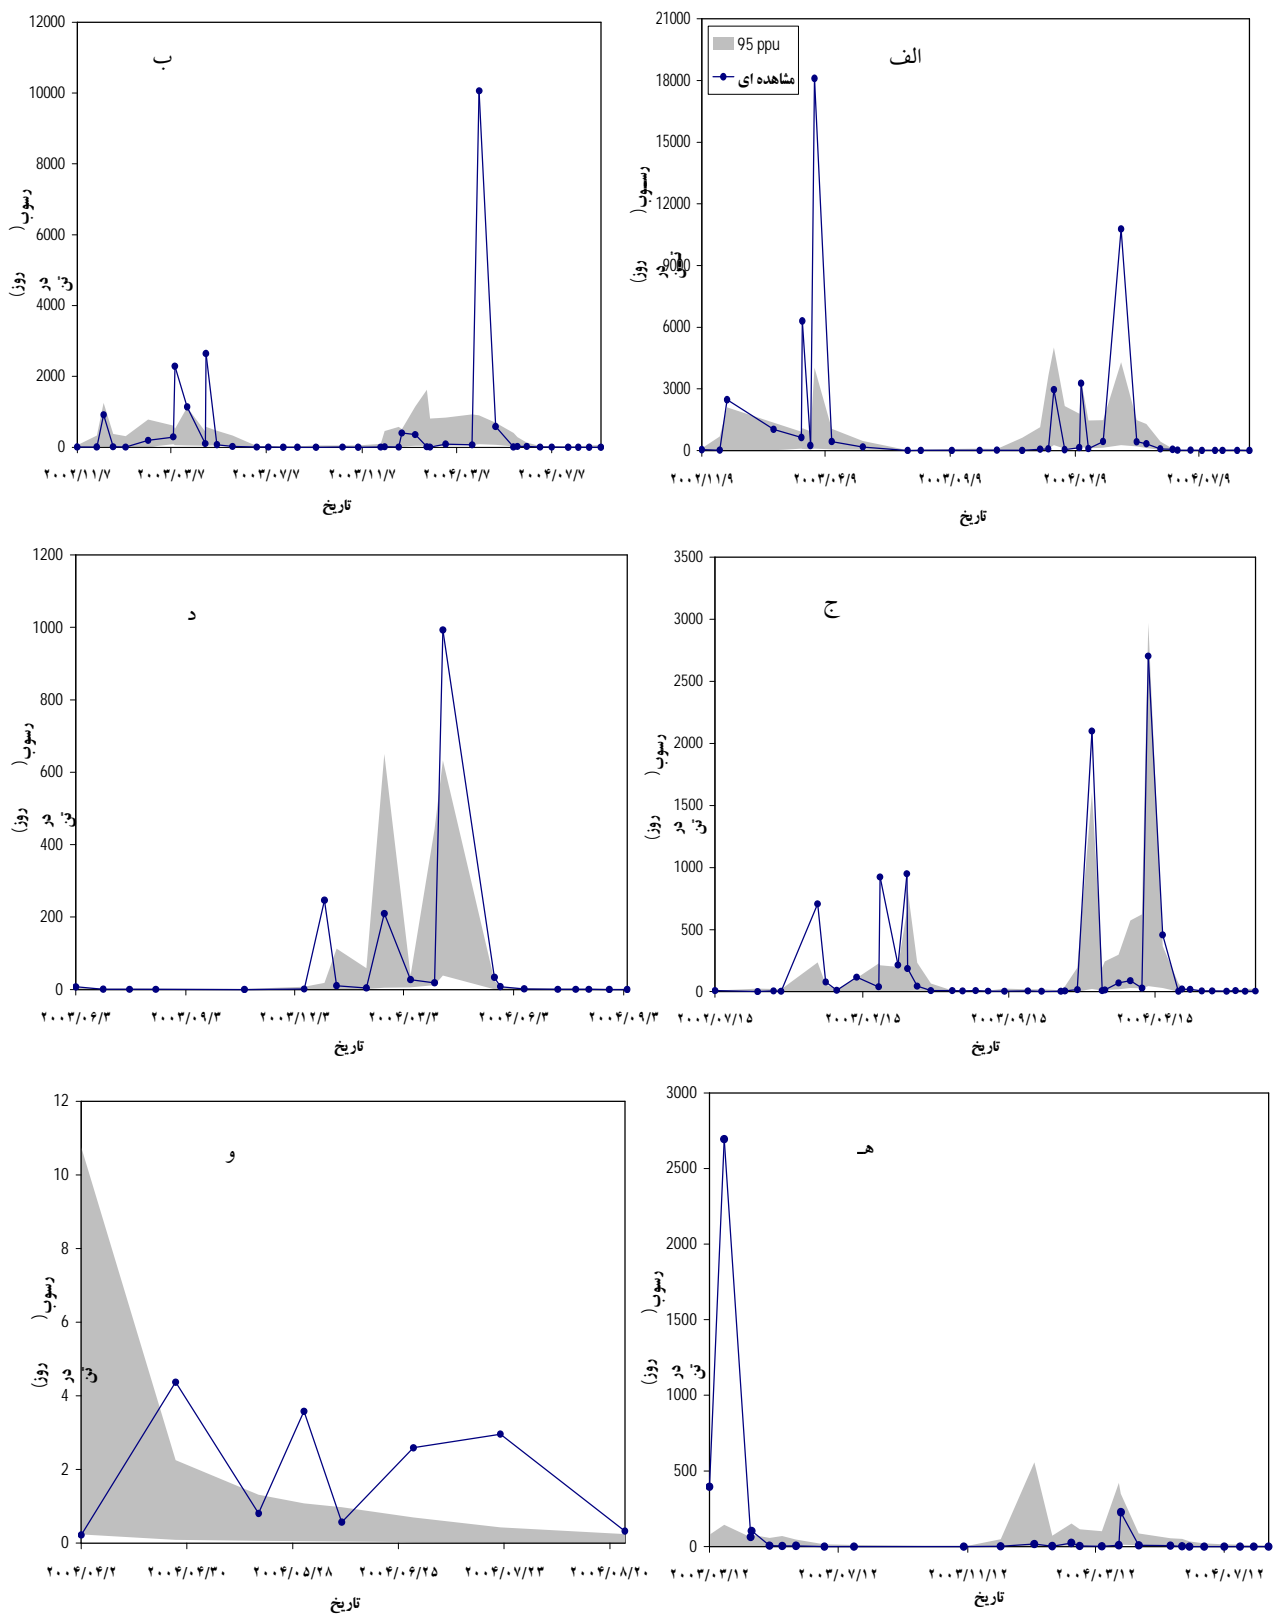 الف
95 ppu
مشاهده ای
21000
18000
15000
12000
9000
6000
3000
0
رسوب(
تن در
روز)
۲۰۰۲/۱۱/۹ ۲۰۰۳/۰۴/۹ ۲۰۰۳/۰۹/۹ ۲۰۰۴/۰۲/۹ ۲۰۰۴/۰۷/۹
تاریخ
ب
12000
10000
8000
6000
4000
2000
0
رسوب(
تن در
روز)
۲۰۰۲/۱۱/۷ ۲۰۰۳/۰۳/۷ ۲۰۰۳/۰۷/۷ ۲۰۰۳/۱۱/۷ ۲۰۰۴/۰۳/۷ ۲۰۰۴/۰۷/۷
تاریخ
ج
3500
3000
2500
2000
1500
1000
500
0
رسوب(
تن در
روز)
۲۰۰۲/۰۷/۱۵ ۲۰۰۳/۰۲/۱۵ ۲۰۰۳/۰۹/۱۵ ۲۰۰۴/۰۴/۱۵
تاریخ
د
1200
1000
800
600
400
200
0
رسوب(
تن در
روز)
۲۰۰۳/۰۶/۳ ۲۰۰۳/۰۹/۳ ۲۰۰۳/۱۲/۳ ۲۰۰۴/۰۳/۳ ۲۰۰۴/۰۶/۳ ۲۰۰۴/۰۹/۳
تاریخ
هـ
3000
2500
2000
1500
1000
500
0
رسوب(
تن در
روز)
۲۰۰۳/۰۳/۱۲ ۲۰۰۳/۰۷/۱۲ ۲۰۰۳/۱۱/۱۲ ۲۰۰۴/۰۳/۱۲ ۲۰۰۴/۰۷/۱۲
تاریخ
و
12
10
8
6
4
2
0
رسوب(
تن در
روز)
۲۰۰۴/۰۴/۲ ۲۰۰۴/۰۴/۳۰ ۲۰۰۴/۰۵/۲۸ ۲۰۰۴/۰۶/۲۵ ۲۰۰۴/۰۷/۲۳ ۲۰۰۴/۰۸/۲۰
تاریخ